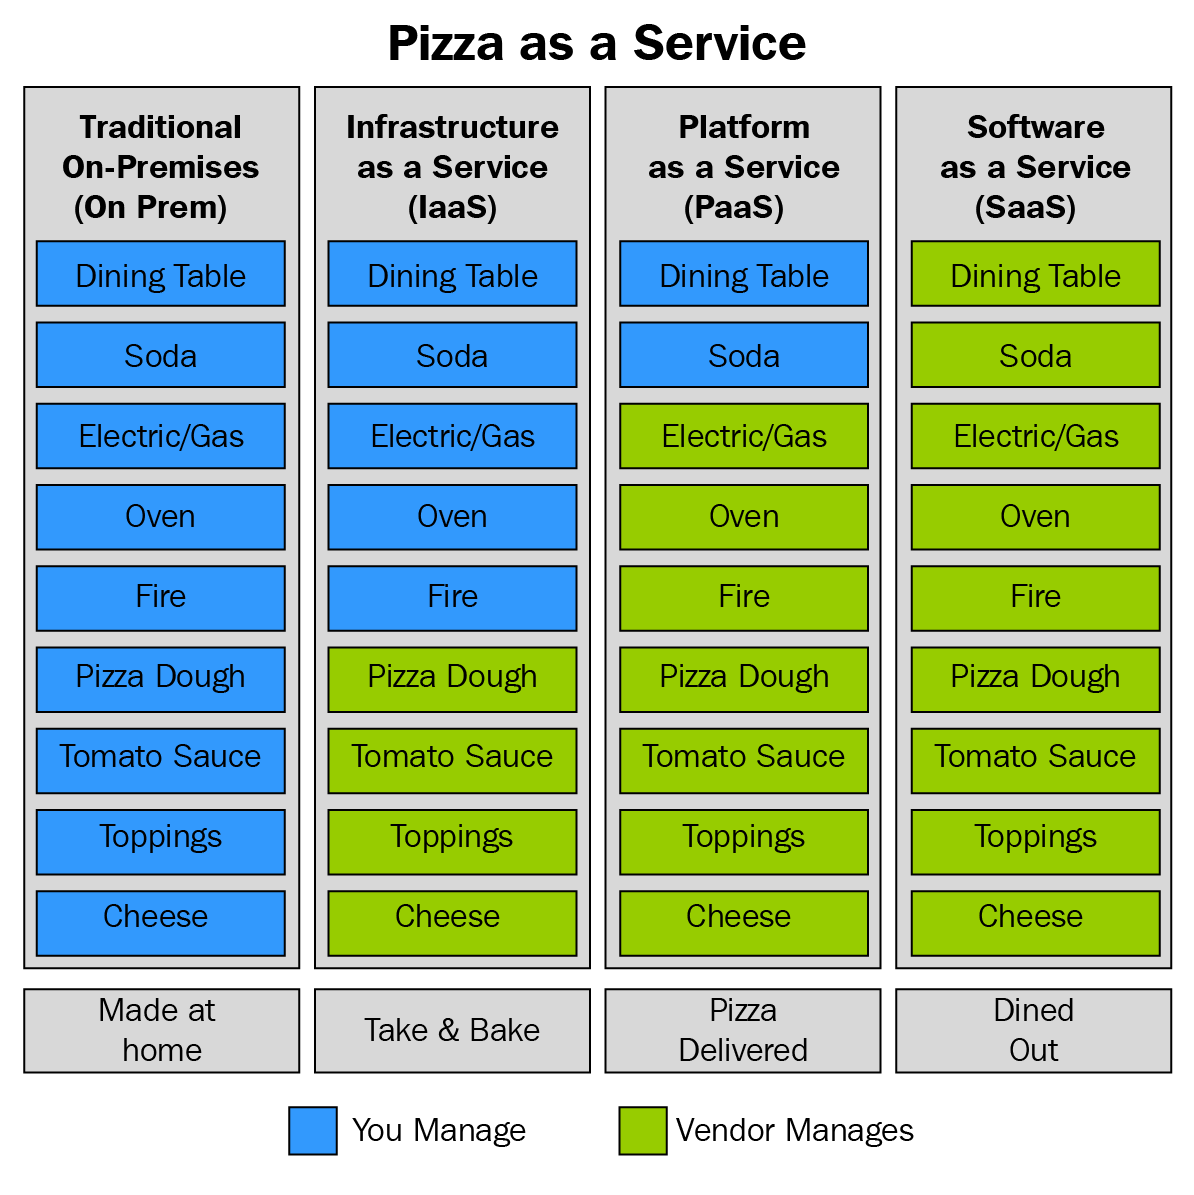 Pizza as a Service
Traditional
On-Premises
(On Prem)
Dining Table
Soda
Electric/Gas
Oven
Fire
Pizza Dough
Tomato Sauce
Toppings
Cheese
Made at
home
Infrastructure
as a Service
(IaaS)
Dining Table
Soda
Electric/Gas
Oven
Fire
Pizza Dough
Tomato Sauce
Toppings
Cheese
Take & Bake
Platform
as a Service
(PaaS)
Dining Table
Soda
Electric/Gas
Oven
Fire
Pizza Dough
Tomato Sauce
Toppings
Cheese
Pizza
Delivered
Software
as a Service
(SaaS)
Dining Table
Soda
Electric/Gas
Oven
Fire
Pizza Dough
Tomato Sauce
Toppings
Cheese
Dined
Out
You Manage
Vendor Manages